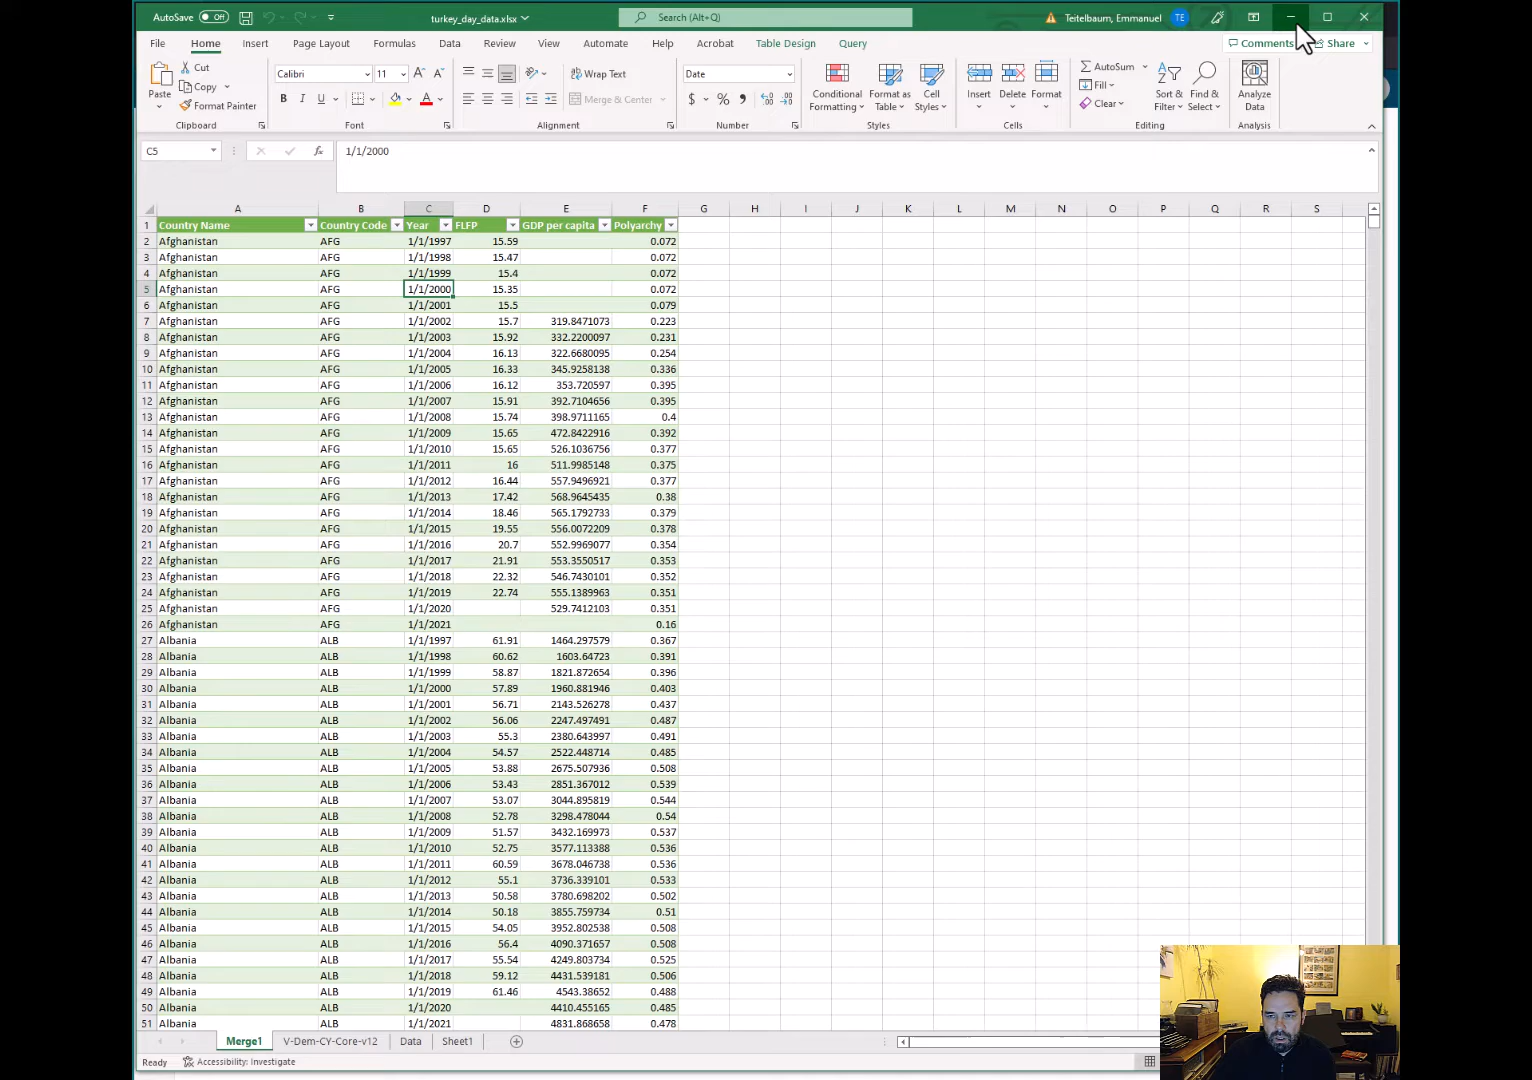 AutoSave Off turkey_day_data.xlsx Search (Alt+Q) Teitelbaum, Emmanuel TE
File Home Insert Page Layout Formulas Data Review View Automate Help Acrobat Table Design Query Comments Share
Paste Cut Copy Format Painter Clipboard
Calibri 11 B I U Font
Wrap Text Merge & Center Alignment
Date $ % Number
Conditional Formatting Format as Table Cell Styles Styles
Insert Delete Format Cells
AutoSum Fill Clear Sort & Filter Find & Select Editing
Analyze Data Analysis
C5 fx 1/1/2000
A B C D E F G H I J K L M N O P Q R S
1 Country Name Country Code Year FLFP GDP per capita Polyarchy
2 Afghanistan AFG 1/1/1997 15.59 0.072
3 Afghanistan AFG 1/1/1998 15.47 0.072
4 Afghanistan AFG 1/1/1999 15.4 0.072
5 Afghanistan AFG 1/1/2000 15.35 0.072
6 Afghanistan AFG 1/1/2001 15.5 0.079
7 Afghanistan AFG 1/1/2002 15.7 319.8471073 0.223
8 Afghanistan AFG 1/1/2003 15.92 332.2200097 0.231
9 Afghanistan AFG 1/1/2004 16.13 322.6680095 0.254
10 Afghanistan AFG 1/1/2005 16.33 345.9258138 0.336
11 Afghanistan AFG 1/1/2006 16.12 353.720597 0.395
12 Afghanistan AFG 1/1/2007 15.91 392.7104656 0.395
13 Afghanistan AFG 1/1/2008 15.74 398.9711165 0.4
14 Afghanistan AFG 1/1/2009 15.65 472.8422916 0.392
15 Afghanistan AFG 1/1/2010 15.65 526.1036756 0.377
16 Afghanistan AFG 1/1/2011 16 511.9985148 0.375
17 Afghanistan AFG 1/1/2012 16.44 557.9496921 0.377
18 Afghanistan AFG 1/1/2013 17.42 568.9645435 0.38
19 Afghanistan AFG 1/1/2014 18.46 565.1792733 0.379
20 Afghanistan AFG 1/1/2015 19.55 556.0072209 0.378
21 Afghanistan AFG 1/1/2016 20.7 552.9969077 0.354
22 Afghanistan AFG 1/1/2017 21.91 553.3550517 0.353
23 Afghanistan AFG 1/1/2018 22.32 546.7430101 0.352
24 Afghanistan AFG 1/1/2019 22.74 555.1389963 0.351
25 Afghanistan AFG 1/1/2020 529.7412103 0.351
26 Afghanistan AFG 1/1/2021 0.16
27 Albania ALB 1/1/1997 61.91 1464.297579 0.367
28 Albania ALB 1/1/1998 60.62 1603.64723 0.391
29 Albania ALB 1/1/1999 58.87 1821.872654 0.396
30 Albania ALB 1/1/2000 57.89 1960.881946 0.403
31 Albania ALB 1/1/2001 56.71 2143.526278 0.437
32 Albania ALB 1/1/2002 56.06 2247.497491 0.487
33 Albania ALB 1/1/2003 55.3 2380.643997 0.491
34 Albania ALB 1/1/2004 54.57 2522.448714 0.485
35 Albania ALB 1/1/2005 53.88 2675.507936 0.508
36 Albania ALB 1/1/2006 53.43 2851.367012 0.539
37 Albania ALB 1/1/2007 53.07 3044.895819 0.544
38 Albania ALB 1/1/2008 52.78 3298.478044 0.54
39 Albania ALB 1/1/2009 51.57 3432.169973 0.537
40 Albania ALB 1/1/2010 52.75 3577.113388 0.536
41 Albania ALB 1/1/2011 60.59 3678.046738 0.536
42 Albania ALB 1/1/2012 55.1 3736.339101 0.533
43 Albania ALB 1/1/2013 50.58 3780.698202 0.502
44 Albania ALB 1/1/2014 50.18 3855.759734 0.51
45 Albania ALB 1/1/2015 54.05 3952.802538 0.508
46 Albania ALB 1/1/2016 56.4 4090.371657 0.508
47 Albania ALB 1/1/2017 55.54 4249.803734 0.525
48 Albania ALB 1/1/2018 59.12 4431.539181 0.506
49 Albania ALB 1/1/2019 61.46 4543.38652 0.488
50 Albania ALB 1/1/2020 4410.455165 0.485
51 Albania ALB 1/1/2021 4831.868658 0.478
Merge1 V-Dem-CY-Core-v12 Data Sheet1
Ready Accessibility: Investigate